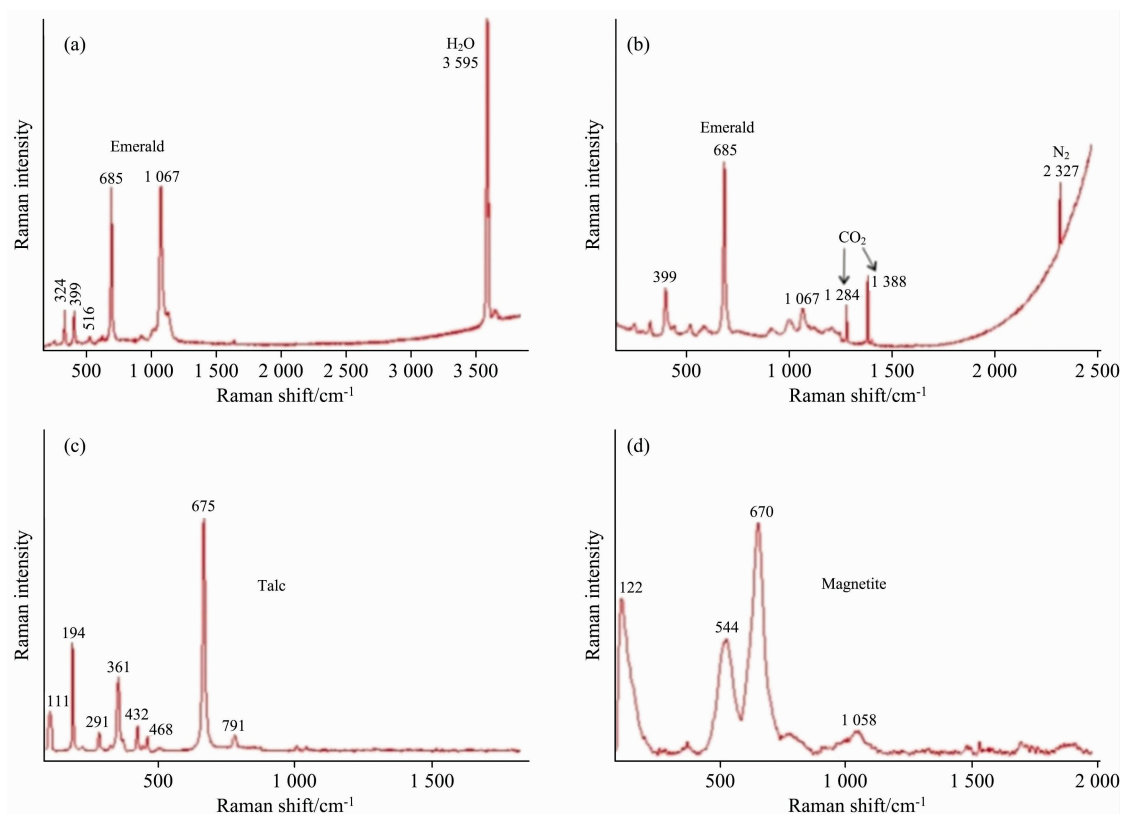 (a)
H₂O
3 595
Emerald
685
1 067
324
399
516
Raman intensity
500
1 000
1 500
2 000
2 500
3 000
3 500
Raman shift/cm⁻¹
(b)
Emerald
685
N₂
2 327
CO₂
399
1 067
1 284
1 388
Raman intensity
500
1 000
1 500
2 000
2 500
Raman shift/cm⁻¹
(c)
675
Talc
194
361
111
291
432
468
791
Raman intensity
500
1 000
1 500
Raman shift/cm⁻¹
(d)
670
Magnetite
122
544
1 058
Raman intensity
500
1 000
1 500
2 000
Raman shift/cm⁻¹